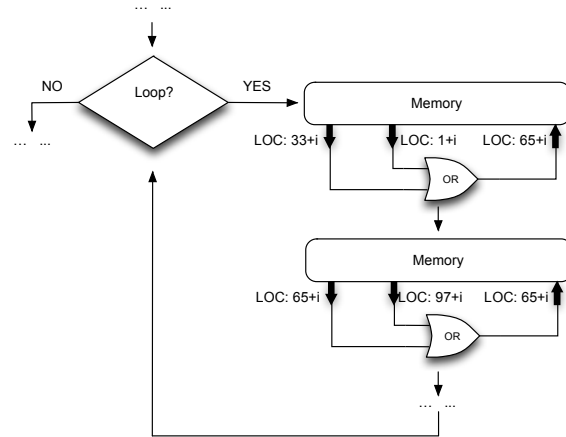 … ...
NO
Loop?
YES
Memory
LOC: 33+i
LOC: 1+i
LOC: 65+i
OR
… ...
Memory
LOC: 65+i
LOC: 97+i
LOC: 65+i
OR
… ...